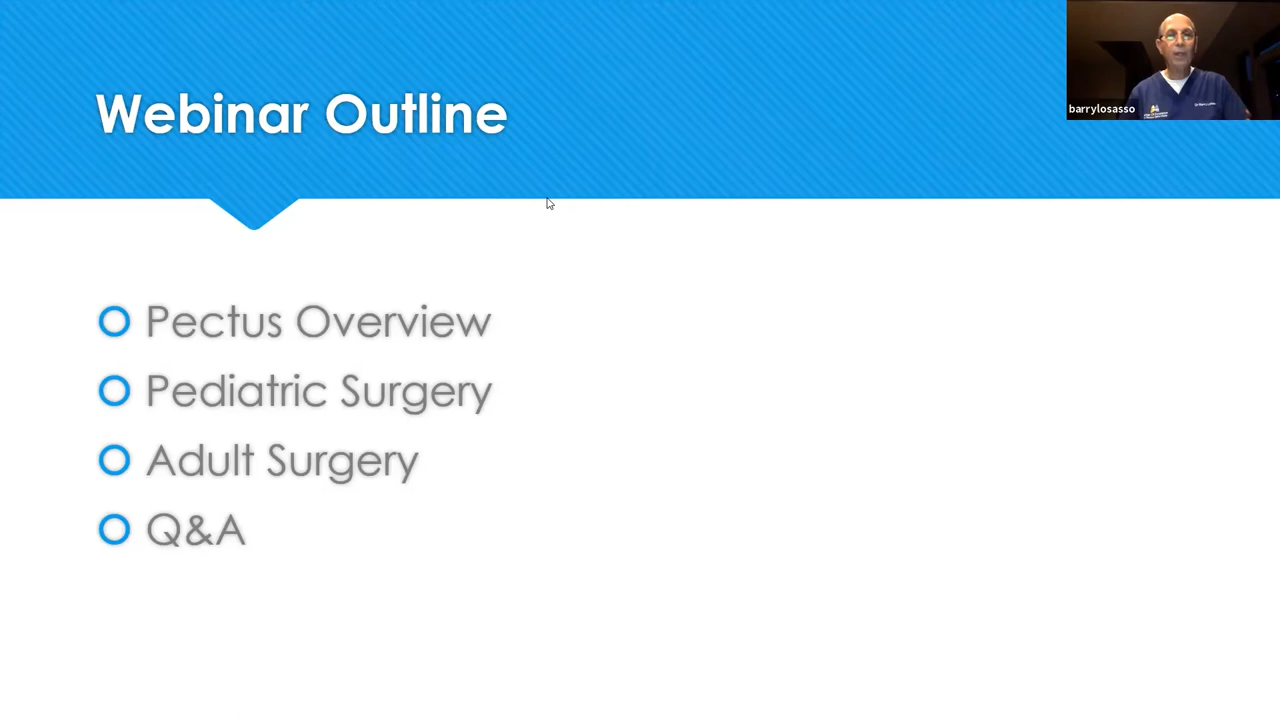 Webinar Outline
barrylosasso
Pectus Overview
Pediatric Surgery
Adult Surgery
Q&A